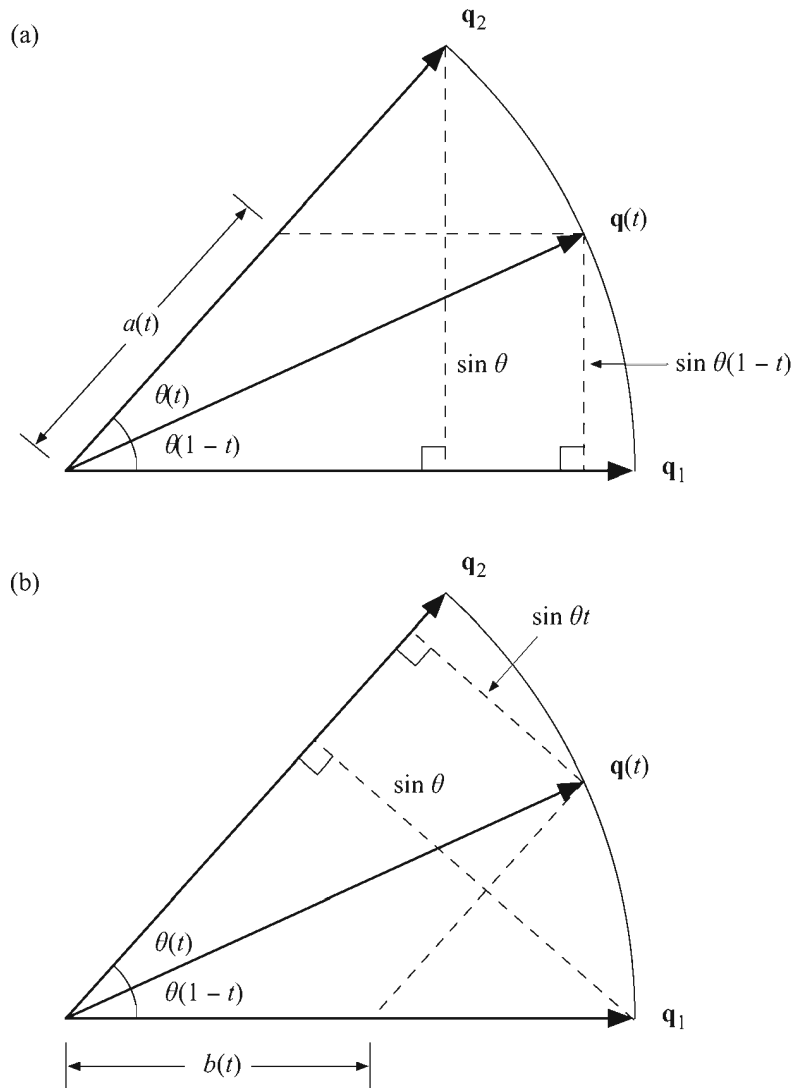 (a)
q₂
q(t)
a(t)
sin θ
sin θ(1 − t)
θ(t)
θ(1 − t)
q₁
(b)
q₂
sin θt
q(t)
sin θ
θ(t)
θ(1 − t)
q₁
b(t)